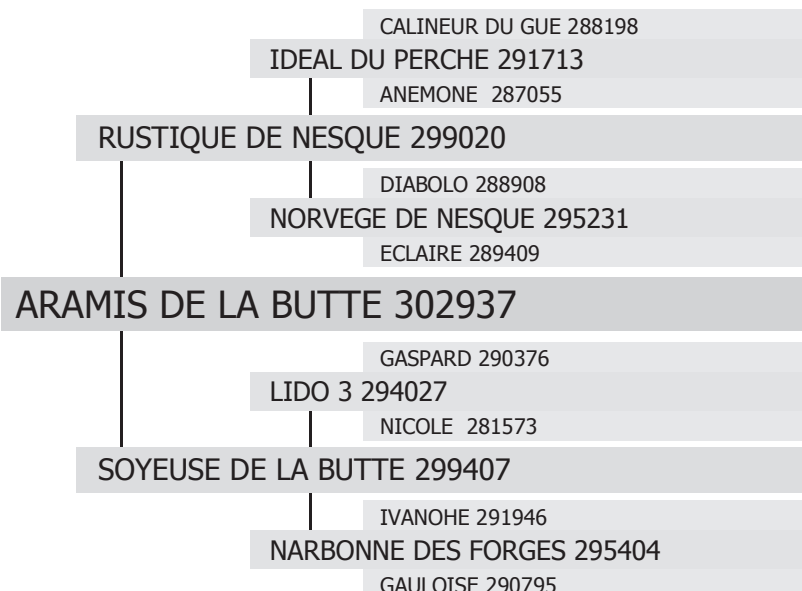 CALINEUR DU GUE 288198
IDEAL DU PERCHE 291713
ANEMONE 287055
RUSTIQUE DE NESQUE 299020
DIABOLO 288908
NORVEGE DE NESQUE 295231
ECLAIRE 289409
ARAMIS DE LA BUTTE 302937
GASPARD 290376
LIDO 3 294027
NICOLE 281573
SOYEUSE DE LA BUTTE 299407
IVANOHE 291946
NARBONNE DES FORGES 295404
GAULOISE 290795